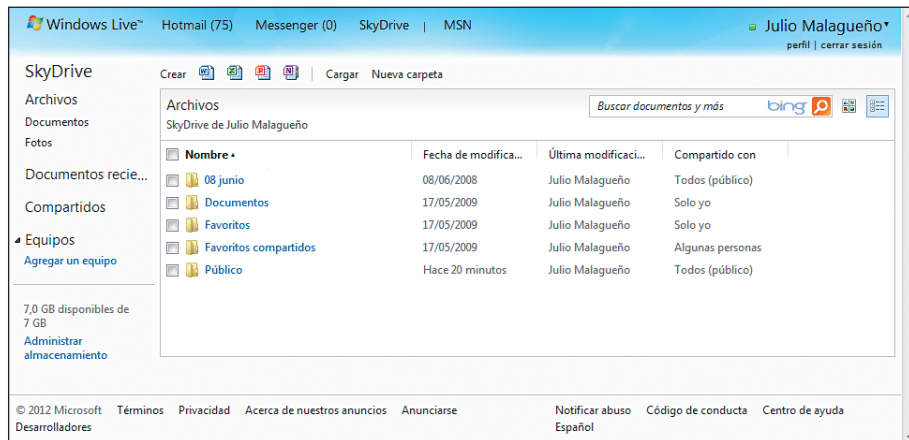 Windows Live™ Hotmail (75) Messenger (0) SkyDrive | MSN Julio Malagueño
perfil | cerrar sesión
SkyDrive
Crear Cargar Nueva carpeta
Archivos
Documentos
Fotos
Documentos recie...
Compartidos
Equipos
Agregar un equipo
7,0 GB disponibles de
7 GB
Administrar
almacenamiento
Archivos
SkyDrive de Julio Malagueño
Buscar documentos y más bing
Nombre Fecha de modifica... Última modificaci... Compartido con
08 junio 08/06/2008 Julio Malagueño Todos (público)
Documentos 17/05/2009 Julio Malagueño Solo yo
Favoritos 17/05/2009 Julio Malagueño Solo yo
Favoritos compartidos 17/05/2009 Julio Malagueño Algunas personas
Público Hace 20 minutos Julio Malagueño Todos (público)
© 2012 Microsoft Términos Privacidad Acerca de nuestros anuncios Anunciarse Notificar abuso Código de conducta Centro de ayuda
Desarrolladores Español